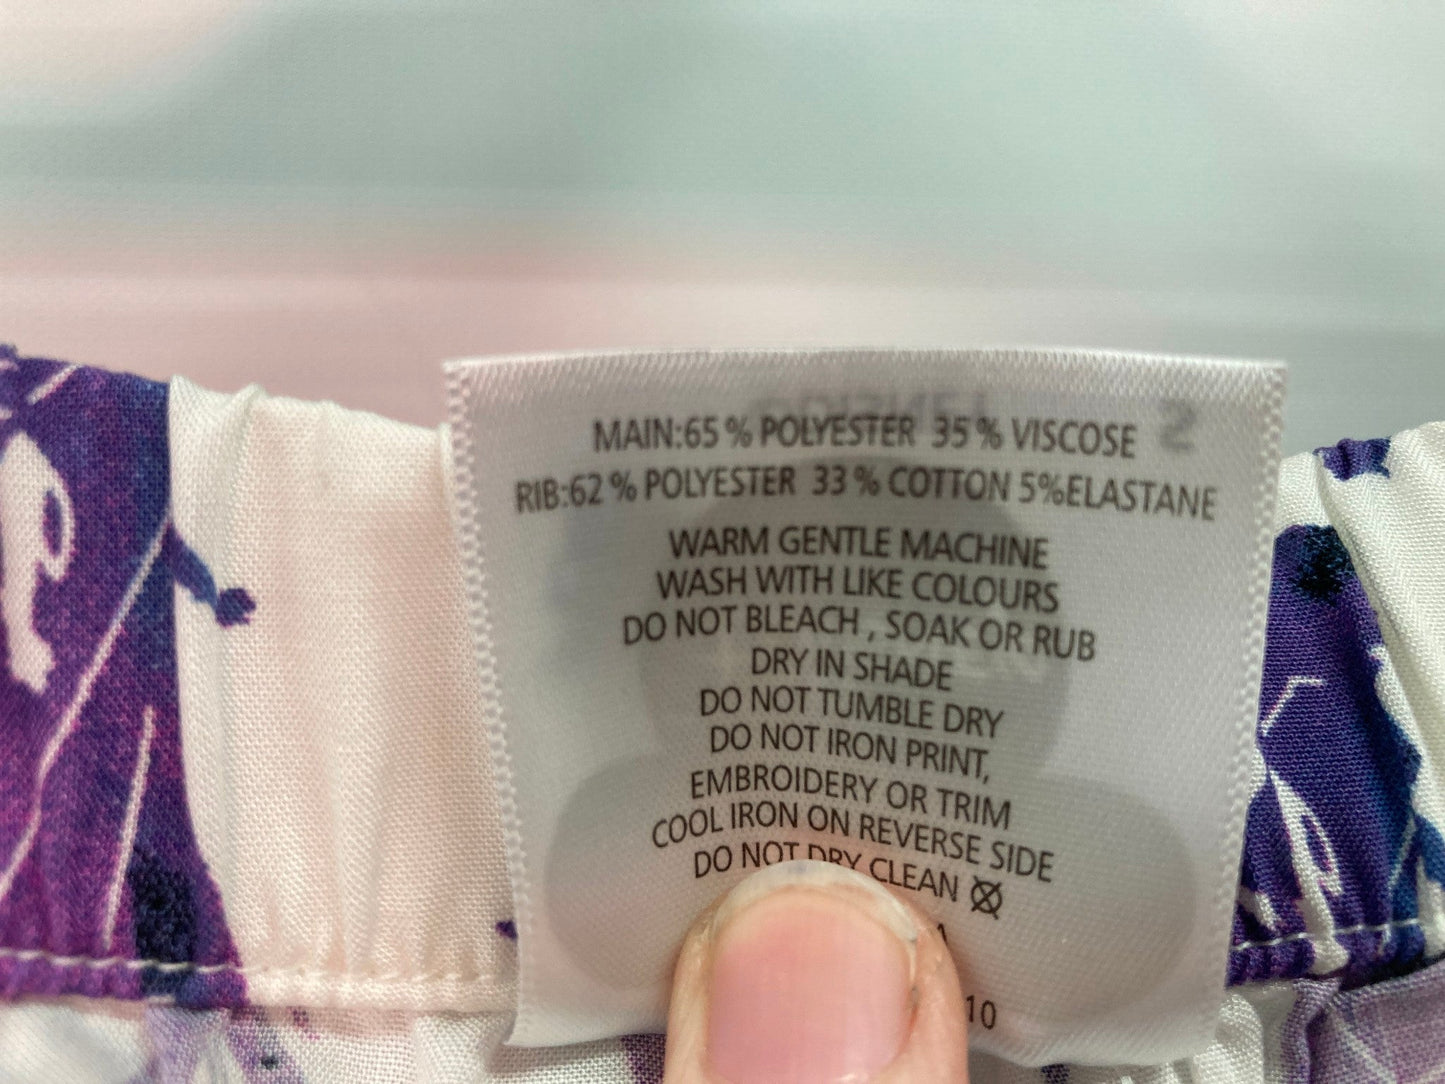 MAIN:65 % POLYESTER 35 % VISCOSE
RIB:62 % POLYESTER 33 % COTTON 5%ELASTANE
WARM GENTLE MACHINE
WASH WITH LIKE COLOURS
DO NOT BLEACH , SOAK OR RUB
DRY IN SHADE
DO NOT TUMBLE DRY
DO NOT IRON PRINT,
EMBROIDERY OR TRIM
COOL IRON ON REVERSE SIDE
DO NOT DRY CLEAN
A
10